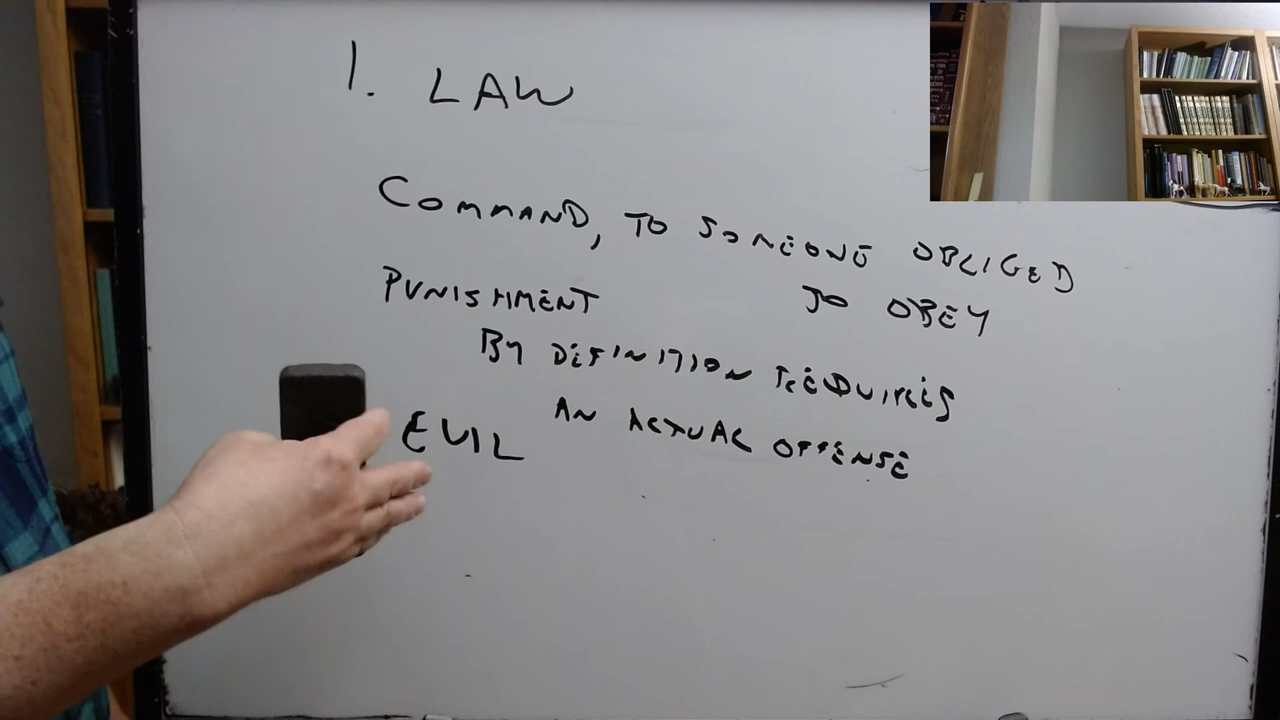 1. LAW
COMMAND, TO SOMEONE OBLIGED
TO OBEY
PUNISHMENT
BY DEFINITION REQUIRES
AN ACTUAL OFFENSE
EVIL